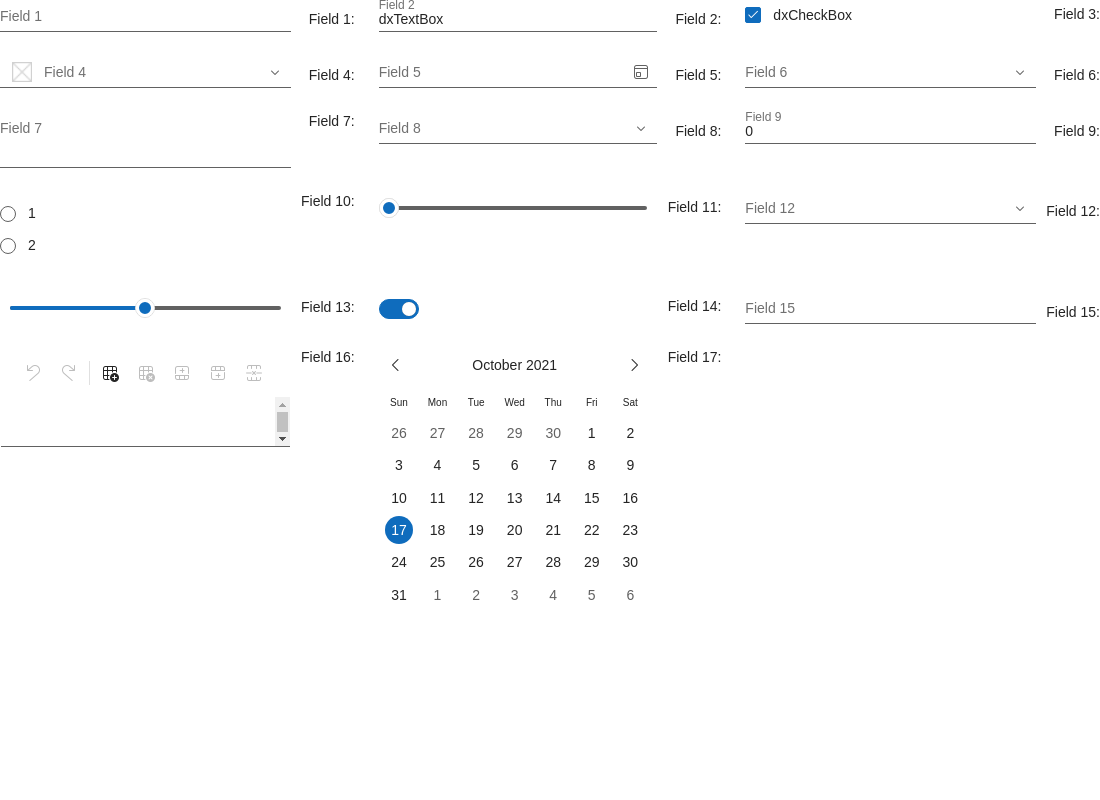 Field 1
Field 1:
Field 2
dxTextBox
Field 2:
dxCheckBox
Field 3:
Field 4
Field 4:
Field 5
Field 5:
Field 6
Field 6:
Field 7
Field 7:
Field 8
Field 8:
Field 9
0
Field 9:
1
2
Field 10:
Field 11:
Field 12
Field 12:
Field 13:
Field 14:
Field 15
Field 15:
Field 16:
October 2021
Sun Mon Tue Wed Thu Fri Sat
26 27 28 29 30 1 2
3 4 5 6 7 8 9
10 11 12 13 14 15 16
17 18 19 20 21 22 23
24 25 26 27 28 29 30
31 1 2 3 4 5 6
Field 17: